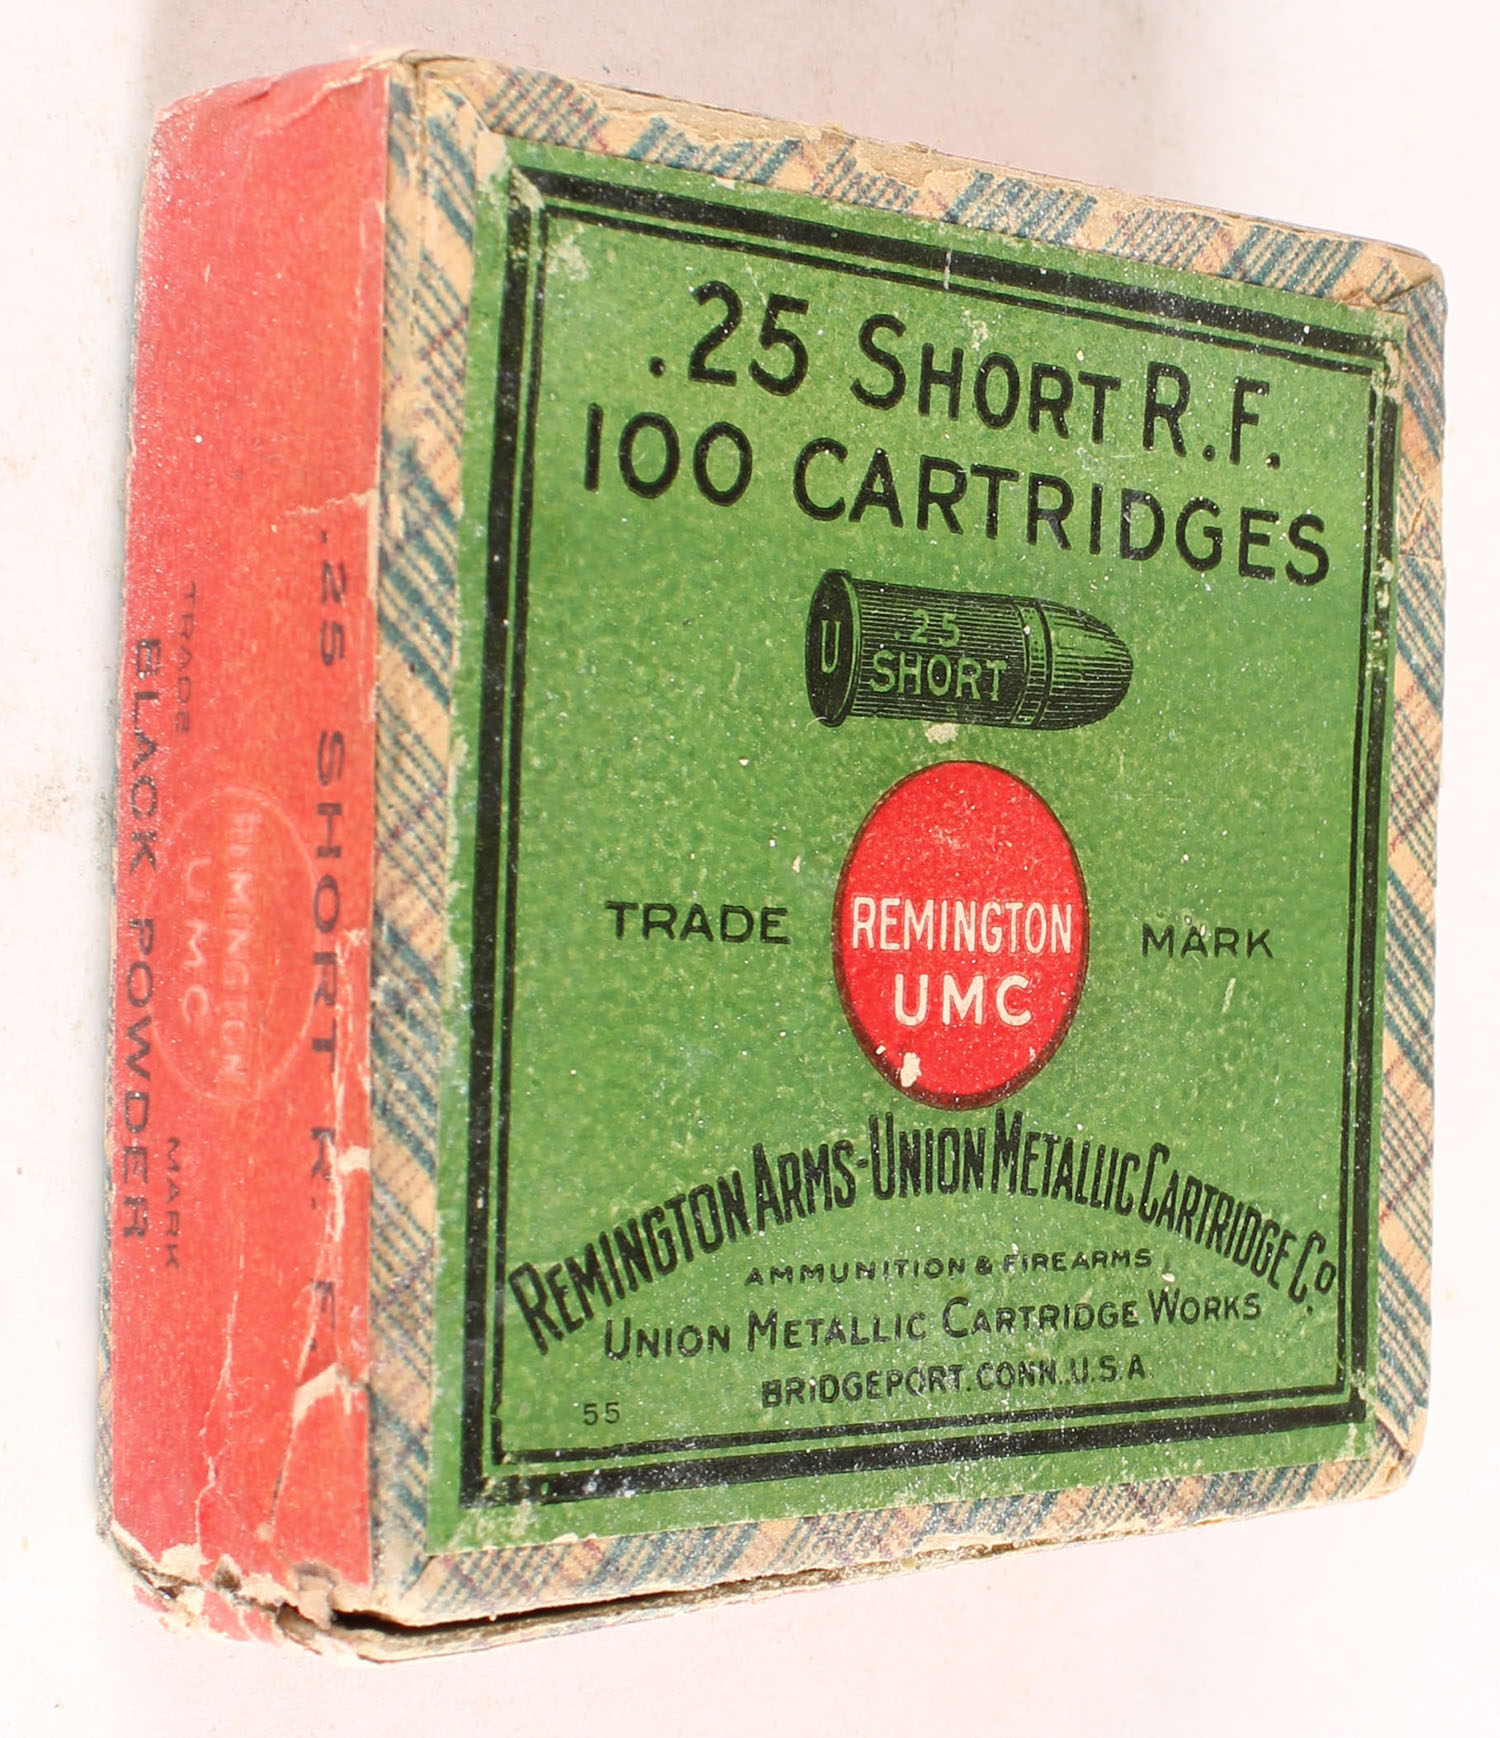 .25 SHORT R.F.
100 CARTRIDGES
U
.25
SHORT
TRADE MARK
REMINGTON
UMC
REMINGTON ARMS-UNION METALLIC CARTRIDGE CO.
AMMUNITION & FIREARMS
UNION METALLIC CARTRIDGE WORKS
BRIDGEPORT, CONN., U.S.A.
55
.25 SHORT R. F.
TRADE MARK
REMINGTON
UMC
BLACK POWDER